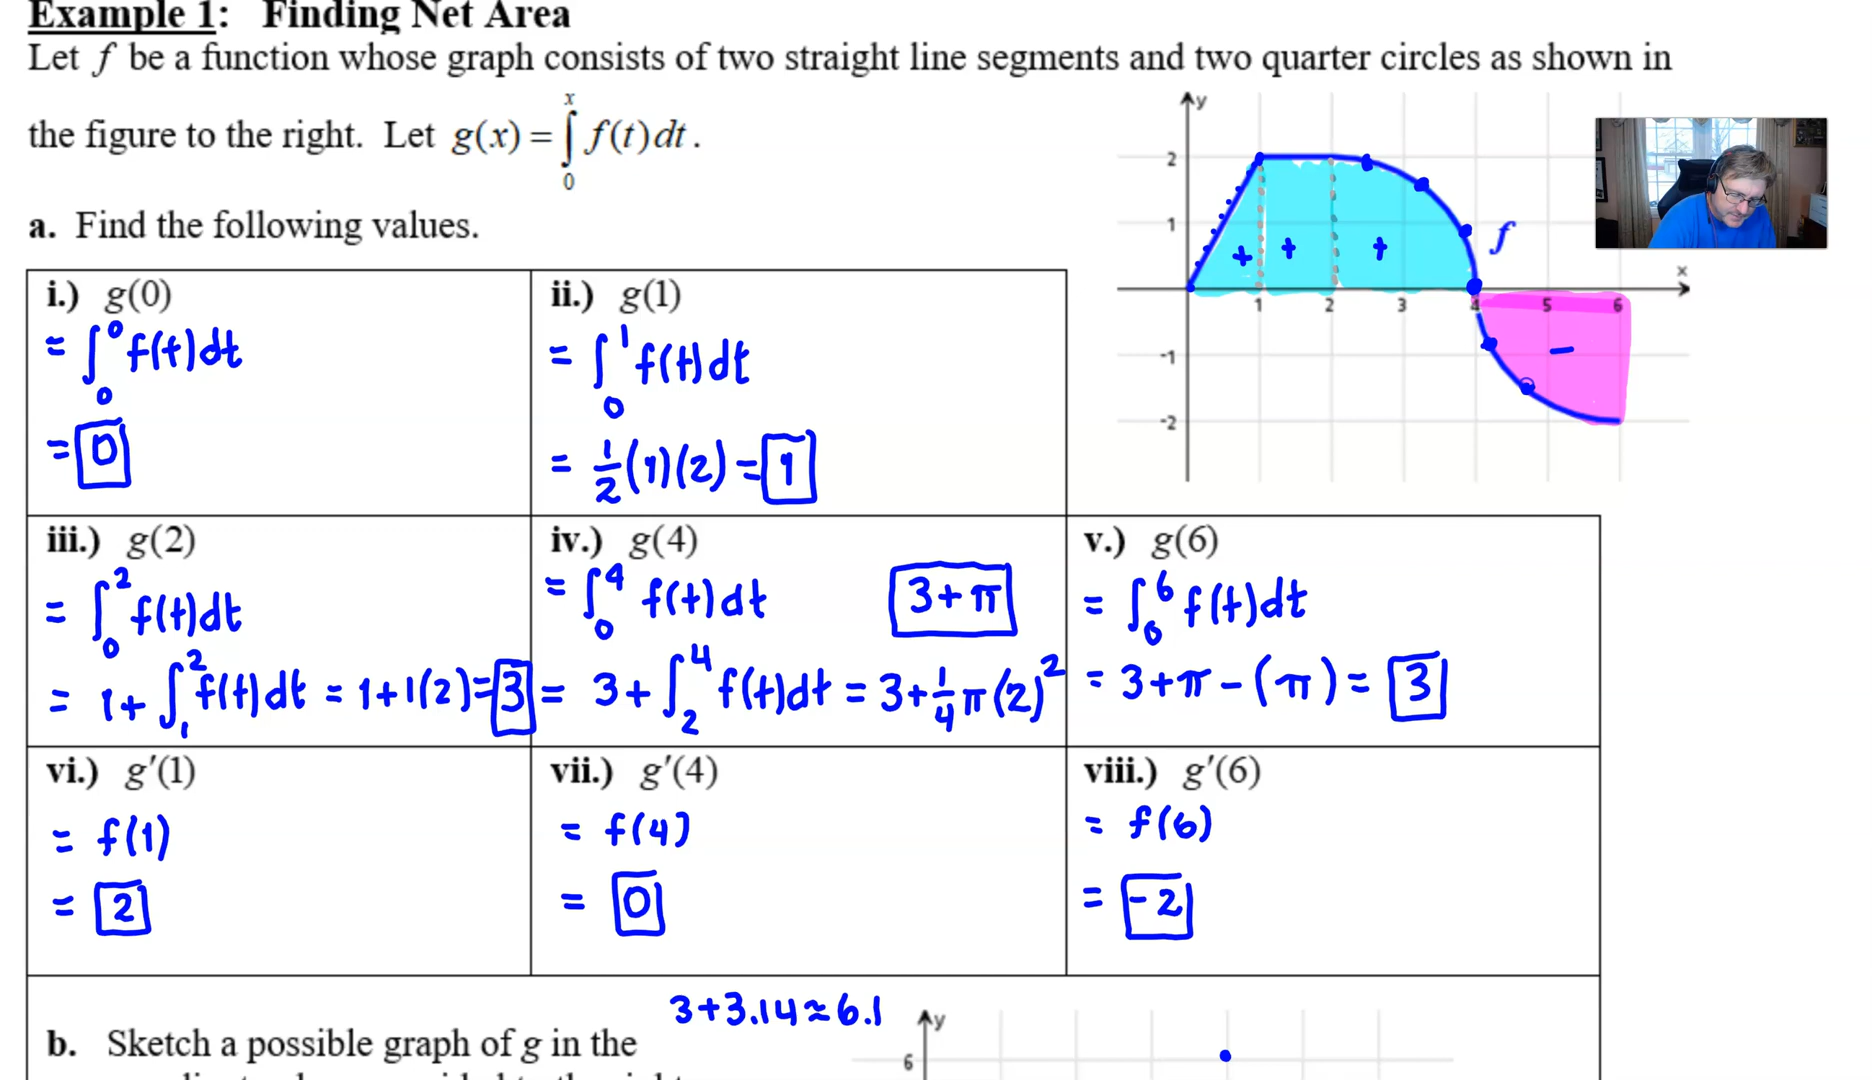 Example 1: Finding Net Area
Let f be a function whose graph consists of two straight line segments and two quarter circles as shown in
the figure to the right. Let g(x) = ∫₀ˣ f(t)dt.
a. Find the following values.
y
2
1
-1
-2
1 2 3 4 5 6
x
f
+ + +
−
i.) g(0)
= ∫₀⁰ f(t)dt
= 0
ii.) g(1)
= ∫₀¹ f(t)dt
= 1/2 (1)(2) = 1
iii.) g(2)
= ∫₀² f(t)dt
= 1 + ∫₁² f(t)dt = 1+1(2) = 3
iv.) g(4)
= ∫₀⁴ f(t)dt
3+π
= 3 + ∫₂⁴ f(t)dt = 3 + 1/4 π(2)²
v.) g(6)
= ∫₀⁶ f(t)dt
= 3+π − (π) = 3
vi.) g′(1)
= f(1)
= 2
vii.) g′(4)
= f(4)
= 0
viii.) g′(6)
= f(6)
= -2
3+3.14≈6.1
b. Sketch a possible graph of g in the
y
6